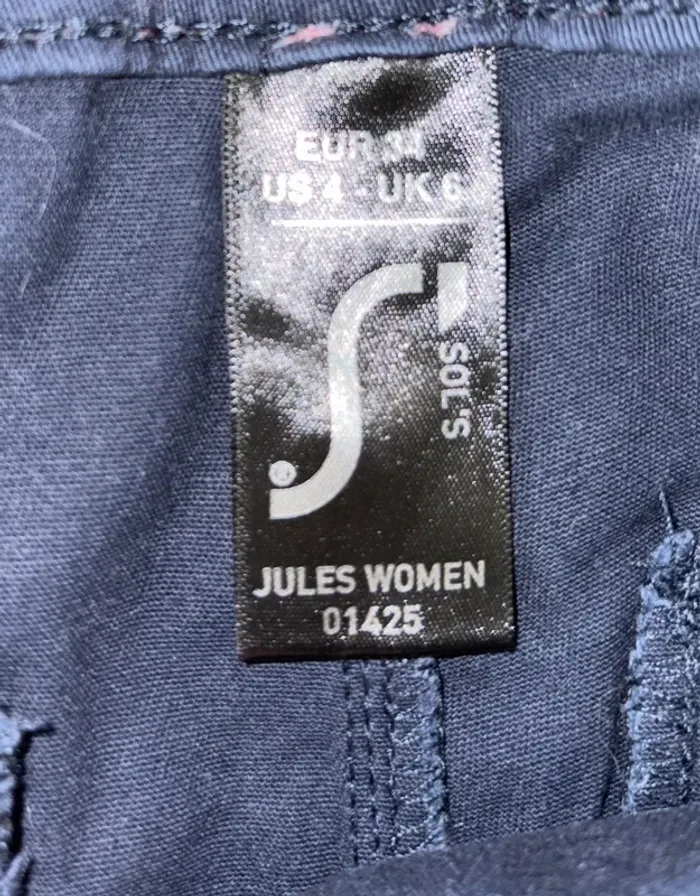 EUR 34
US 4 - UK 6
SOL'S
®
JULES WOMEN
01425